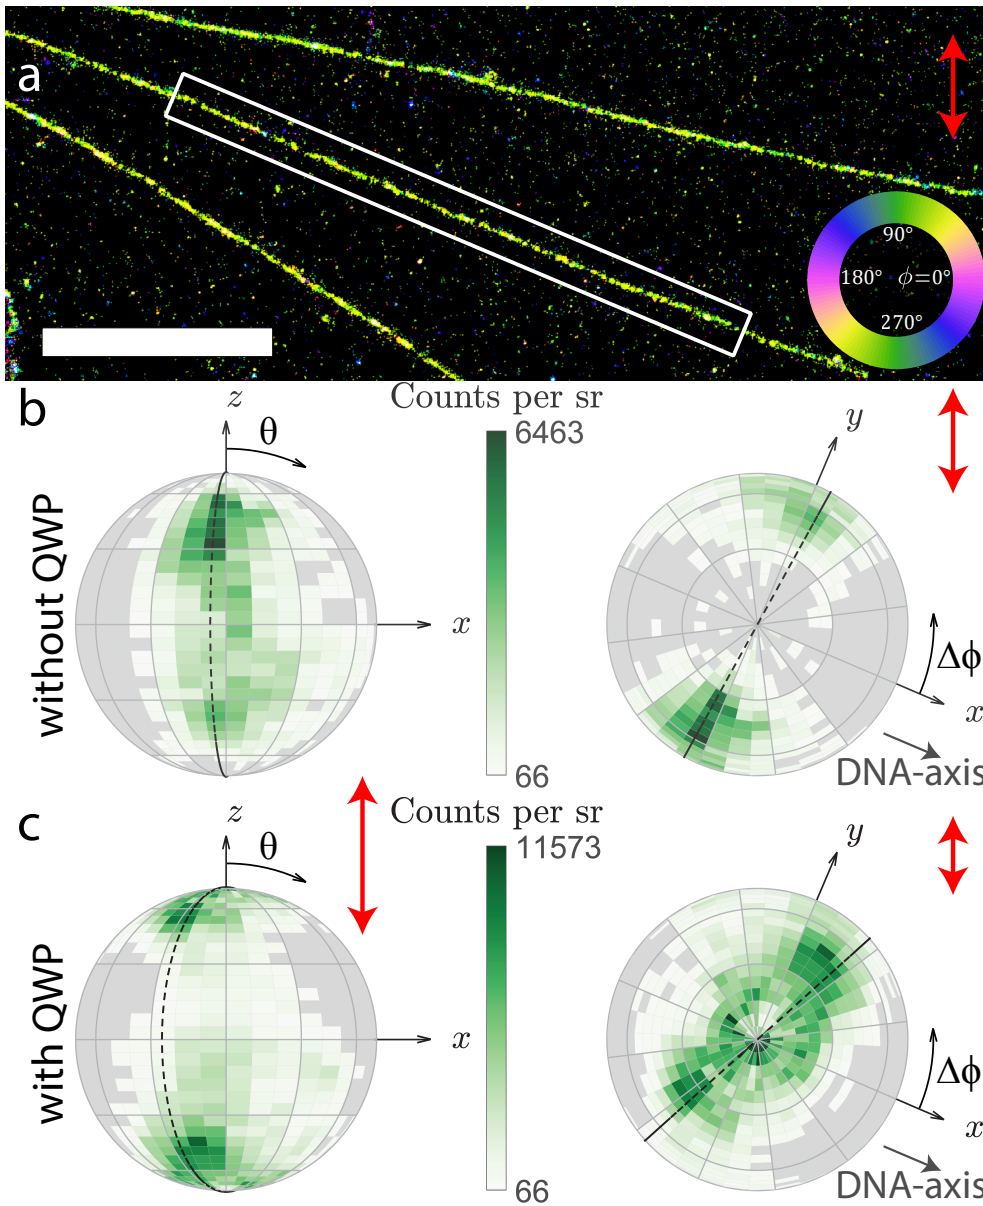 a
90°
180° ϕ=0°
270°
b
z
θ
Counts per sr
6463
66
x
without QWP
y
Δϕ
x
DNA-axis
c
z
θ
Counts per sr
11573
66
x
with QWP
y
Δϕ
x
DNA-axis